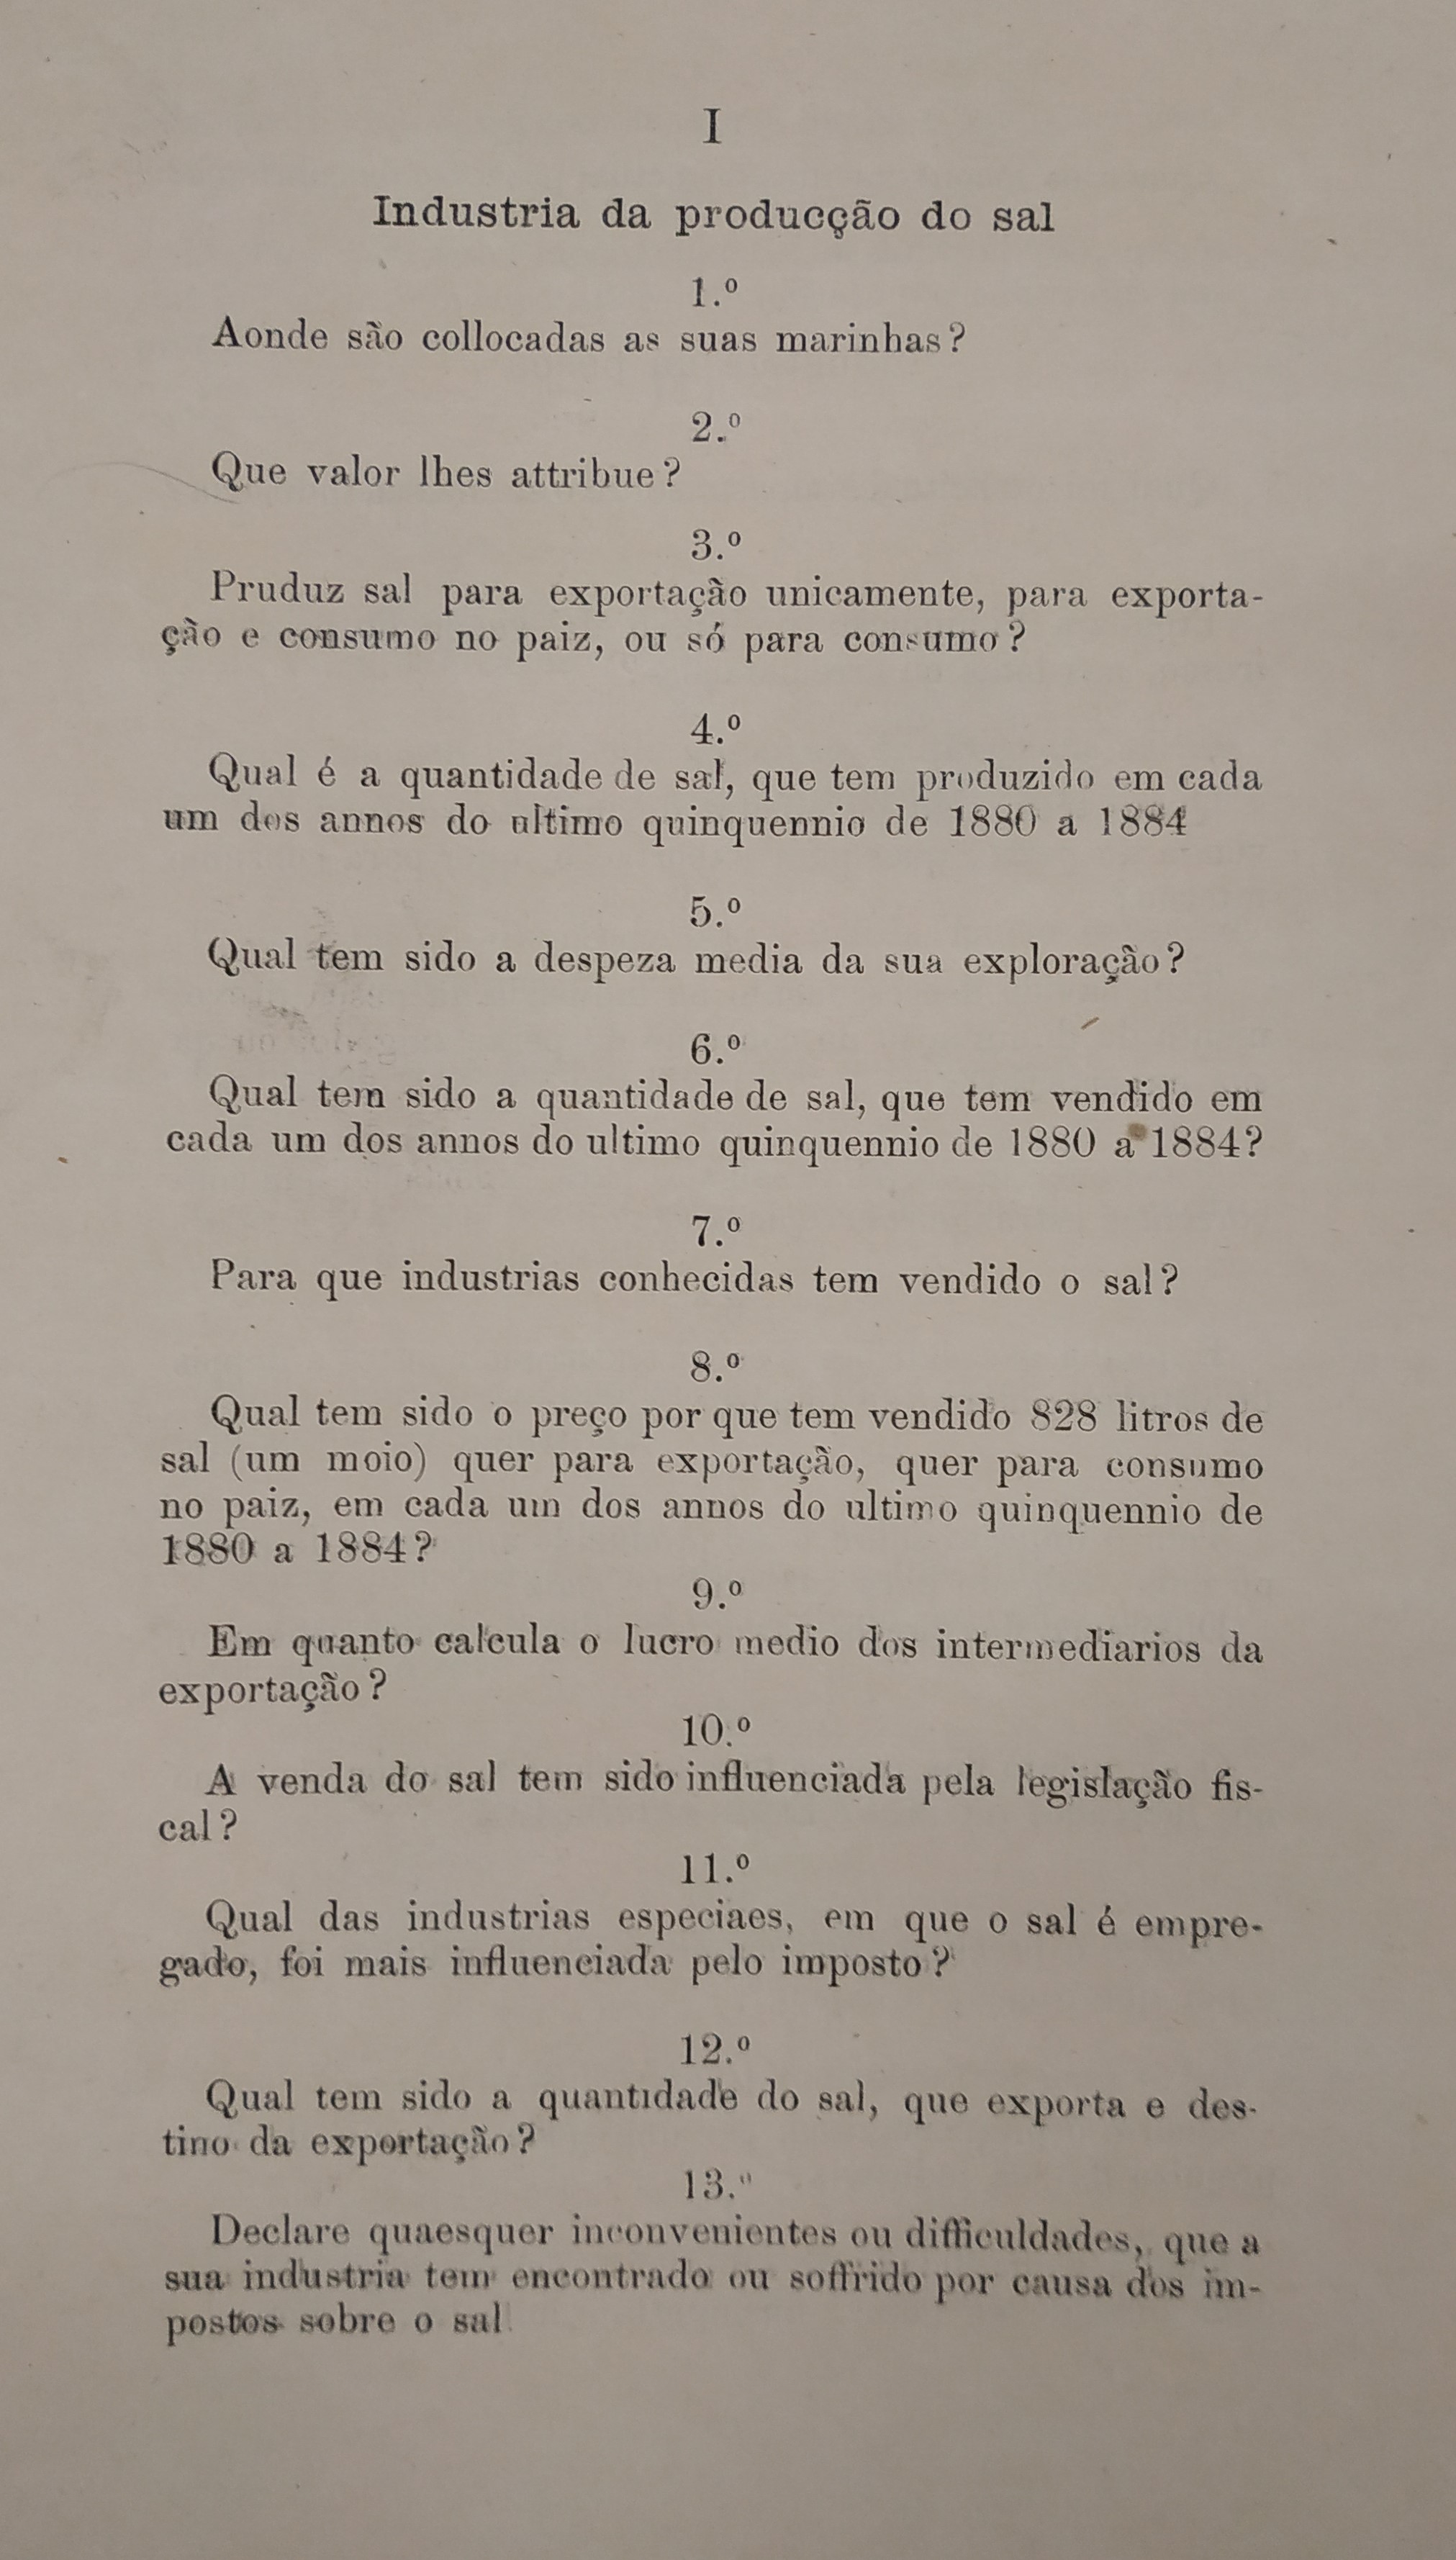 I
Industria da producção do sal
1.º
Aonde são collocadas as suas marinhas?
2.º
Que valor lhes attribue?
3.º
Pruduz sal para exportação unicamente, para exporta-
ção e consumo no paiz, ou só para consumo?
4.º
Qual é a quantidade de sal, que tem produzido em cada
um dos annos do ultimo quinquennio de 1880 a 1884
5.º
Qual tem sido a despeza media da sua exploração?
6.º
Qual tem sido a quantidade de sal, que tem vendido em
cada um dos annos do ultimo quinquennio de 1880 a 1884?
7.º
Para que industrias conhecidas tem vendido o sal?
8.º
Qual tem sido o preço por que tem vendido 828 litros de
sal (um moio) quer para exportação, quer para consumo
no paiz, em cada um dos annos do ultimo quinquennio de
1880 a 1884?
9.º
Em quanto calcula o lucro medio dos intermediarios da
exportação?
10.º
A venda do sal tem sido influenciada pela legislação fis-
cal?
11.º
Qual das industrias especiaes, em que o sal é empre-
gado, foi mais influenciada pelo imposto?
12.º
Qual tem sido a quantidade do sal, que exporta e des-
tino da exportação?
13.º
Declare quaesquer inconvenientes ou difficuldades, que a
sua industria tem encontrado ou soffrido por causa dos im-
postos sobre o sal.